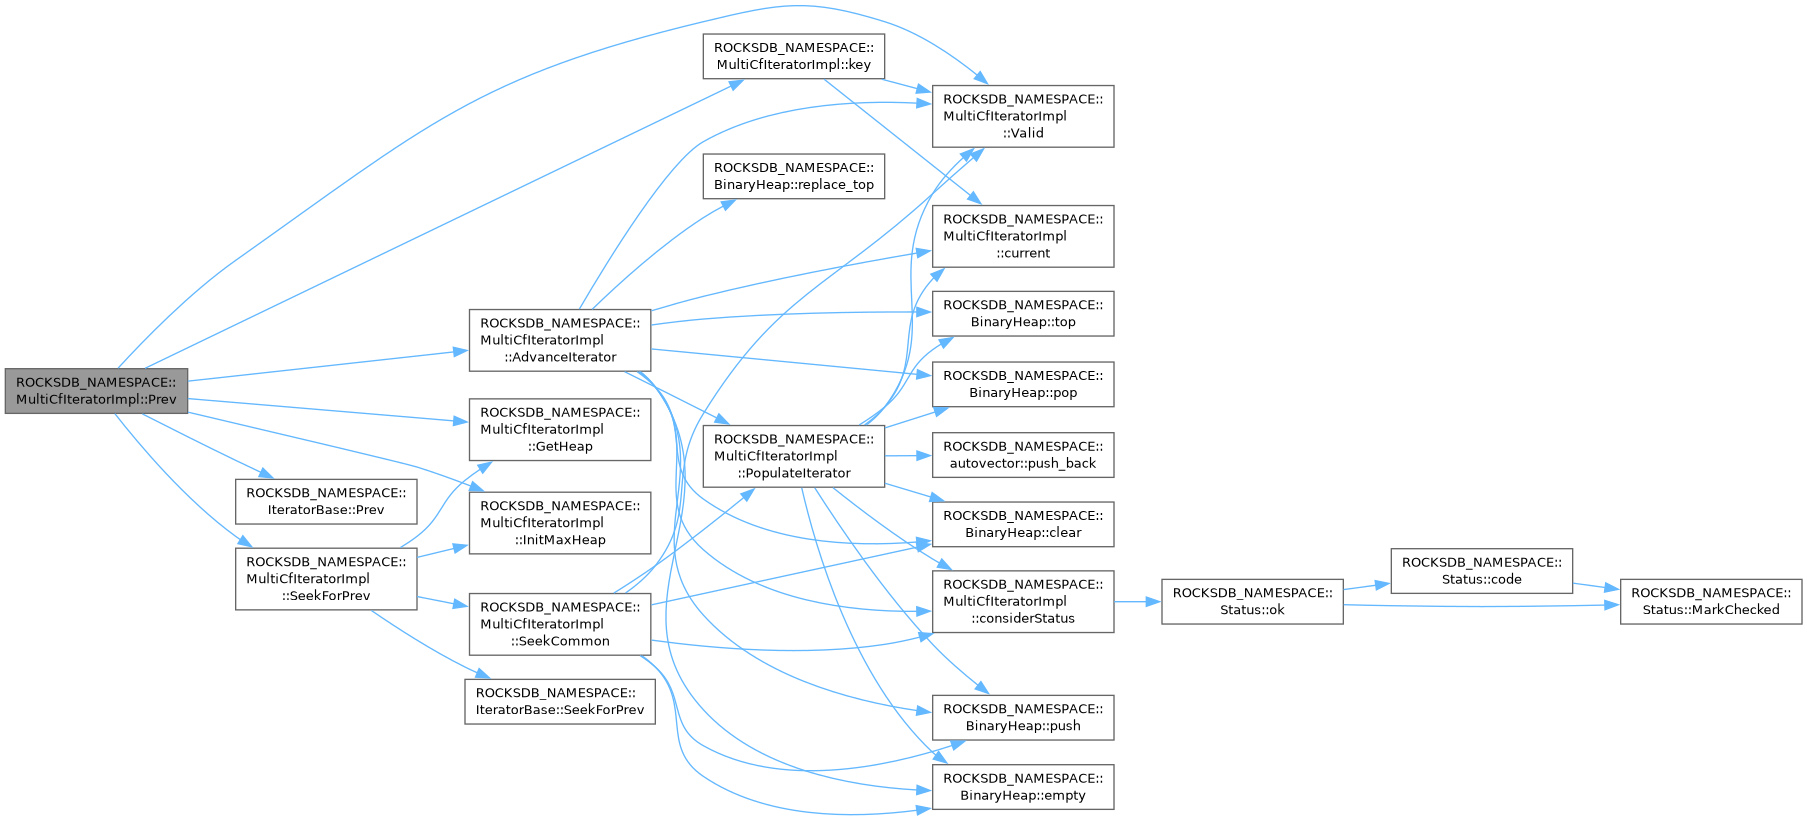 ROCKSDB_NAMESPACE::
MultiCfIteratorImpl::Prev
ROCKSDB_NAMESPACE::
IteratorBase::Prev
ROCKSDB_NAMESPACE::
MultiCfIteratorImpl
::SeekForPrev
ROCKSDB_NAMESPACE::
MultiCfIteratorImpl
::AdvanceIterator
ROCKSDB_NAMESPACE::
MultiCfIteratorImpl
::GetHeap
ROCKSDB_NAMESPACE::
MultiCfIteratorImpl
::InitMaxHeap
ROCKSDB_NAMESPACE::
MultiCfIteratorImpl
::SeekCommon
ROCKSDB_NAMESPACE::
IteratorBase::SeekForPrev
ROCKSDB_NAMESPACE::
MultiCfIteratorImpl::key
ROCKSDB_NAMESPACE::
BinaryHeap::replace_top
ROCKSDB_NAMESPACE::
MultiCfIteratorImpl
::PopulateIterator
ROCKSDB_NAMESPACE::
MultiCfIteratorImpl
::Valid
ROCKSDB_NAMESPACE::
MultiCfIteratorImpl
::current
ROCKSDB_NAMESPACE::
BinaryHeap::top
ROCKSDB_NAMESPACE::
BinaryHeap::pop
ROCKSDB_NAMESPACE::
autovector::push_back
ROCKSDB_NAMESPACE::
BinaryHeap::clear
ROCKSDB_NAMESPACE::
MultiCfIteratorImpl
::considerStatus
ROCKSDB_NAMESPACE::
BinaryHeap::push
ROCKSDB_NAMESPACE::
BinaryHeap::empty
ROCKSDB_NAMESPACE::
Status::ok
ROCKSDB_NAMESPACE::
Status::code
ROCKSDB_NAMESPACE::
Status::MarkChecked